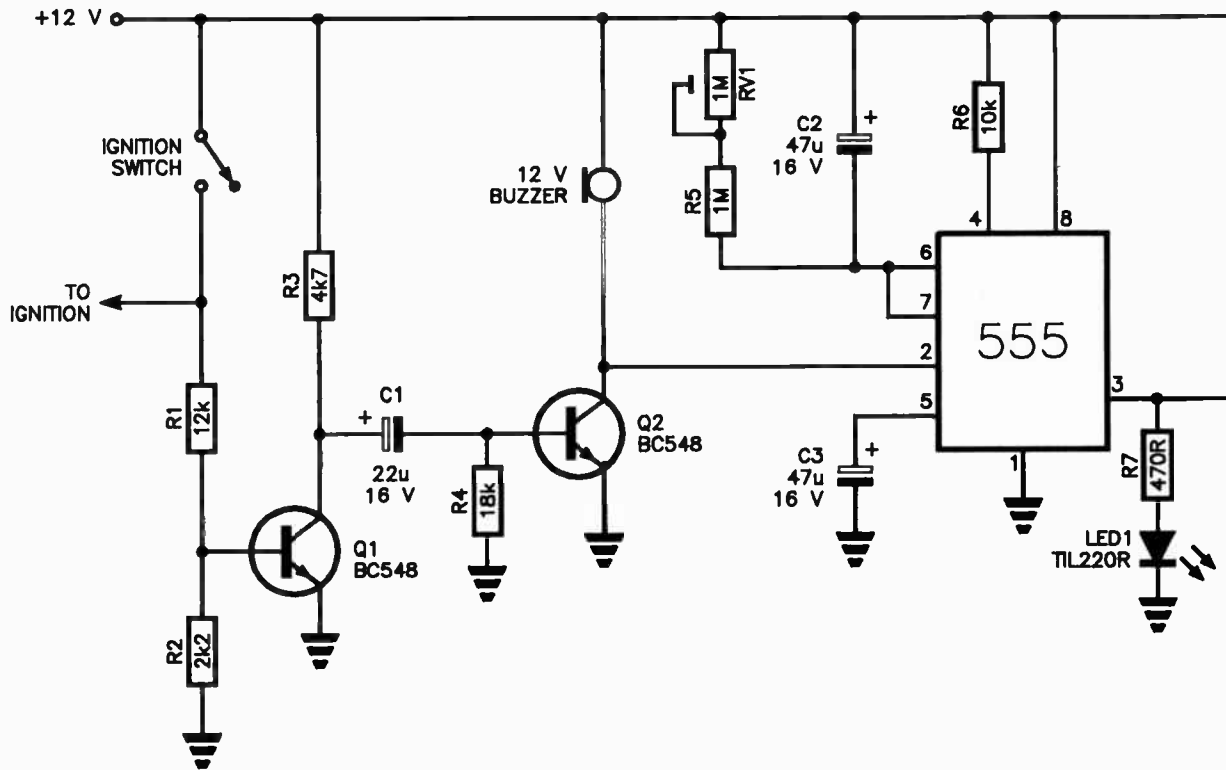 +12 V
IGNITION
SWITCH
TO
IGNITION
R1
12k
R2
2k2
R3
4k7
Q1
BC548
+
C1
22u
16 V
R4
18k
12 V
BUZZER
Q2
BC548
RV1
1M
R5
1M
C2
47u
16 V
+
R6
10k
4
8
6
7
2
5
3
1
555
C3
47u
16 V
+
R7
470R
LED1
TIL220R